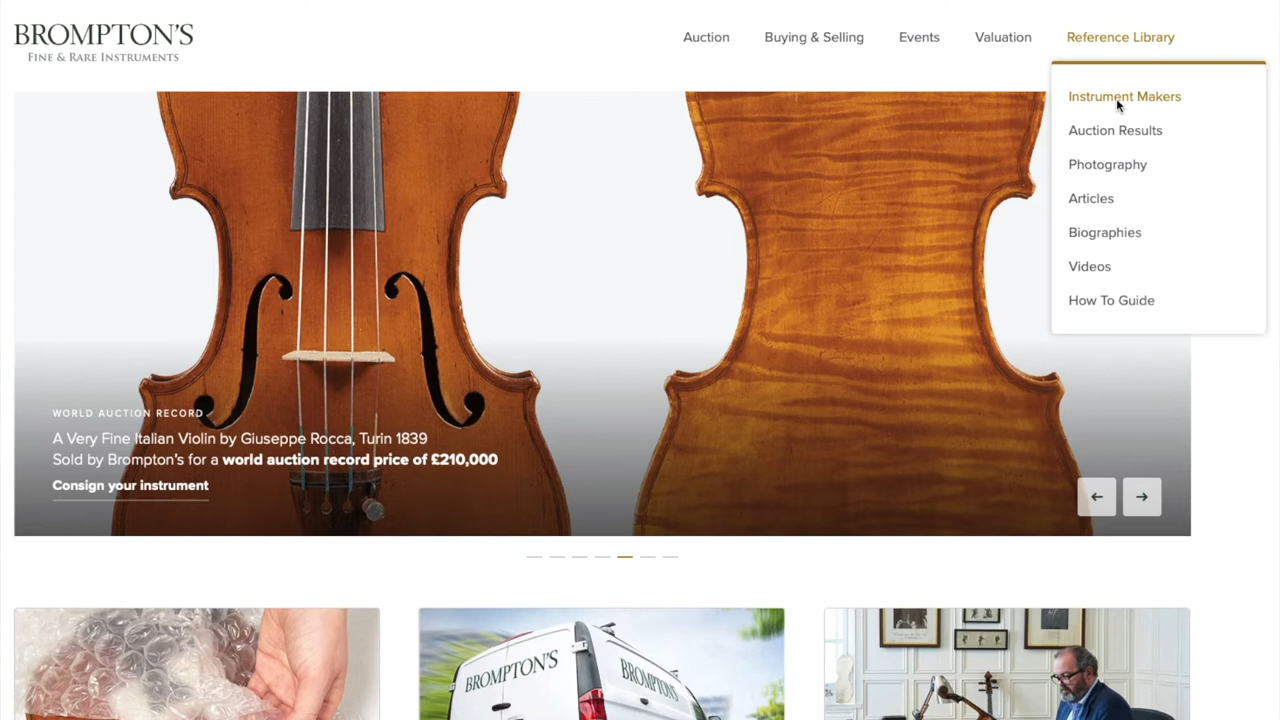 BROMPTON'S
FINE & RARE INSTRUMENTS
Auction
Buying & Selling
Events
Valuation
Reference Library
Instrument Makers
Auction Results
Photography
Articles
Biographies
Videos
How To Guide
WORLD AUCTION RECORD
A Very Fine Italian Violin by Giuseppe Rocca, Turin 1839
Sold by Brompton's for a world auction record price of £210,000
Consign your instrument
BROMPTON'S
BROMPTON'S